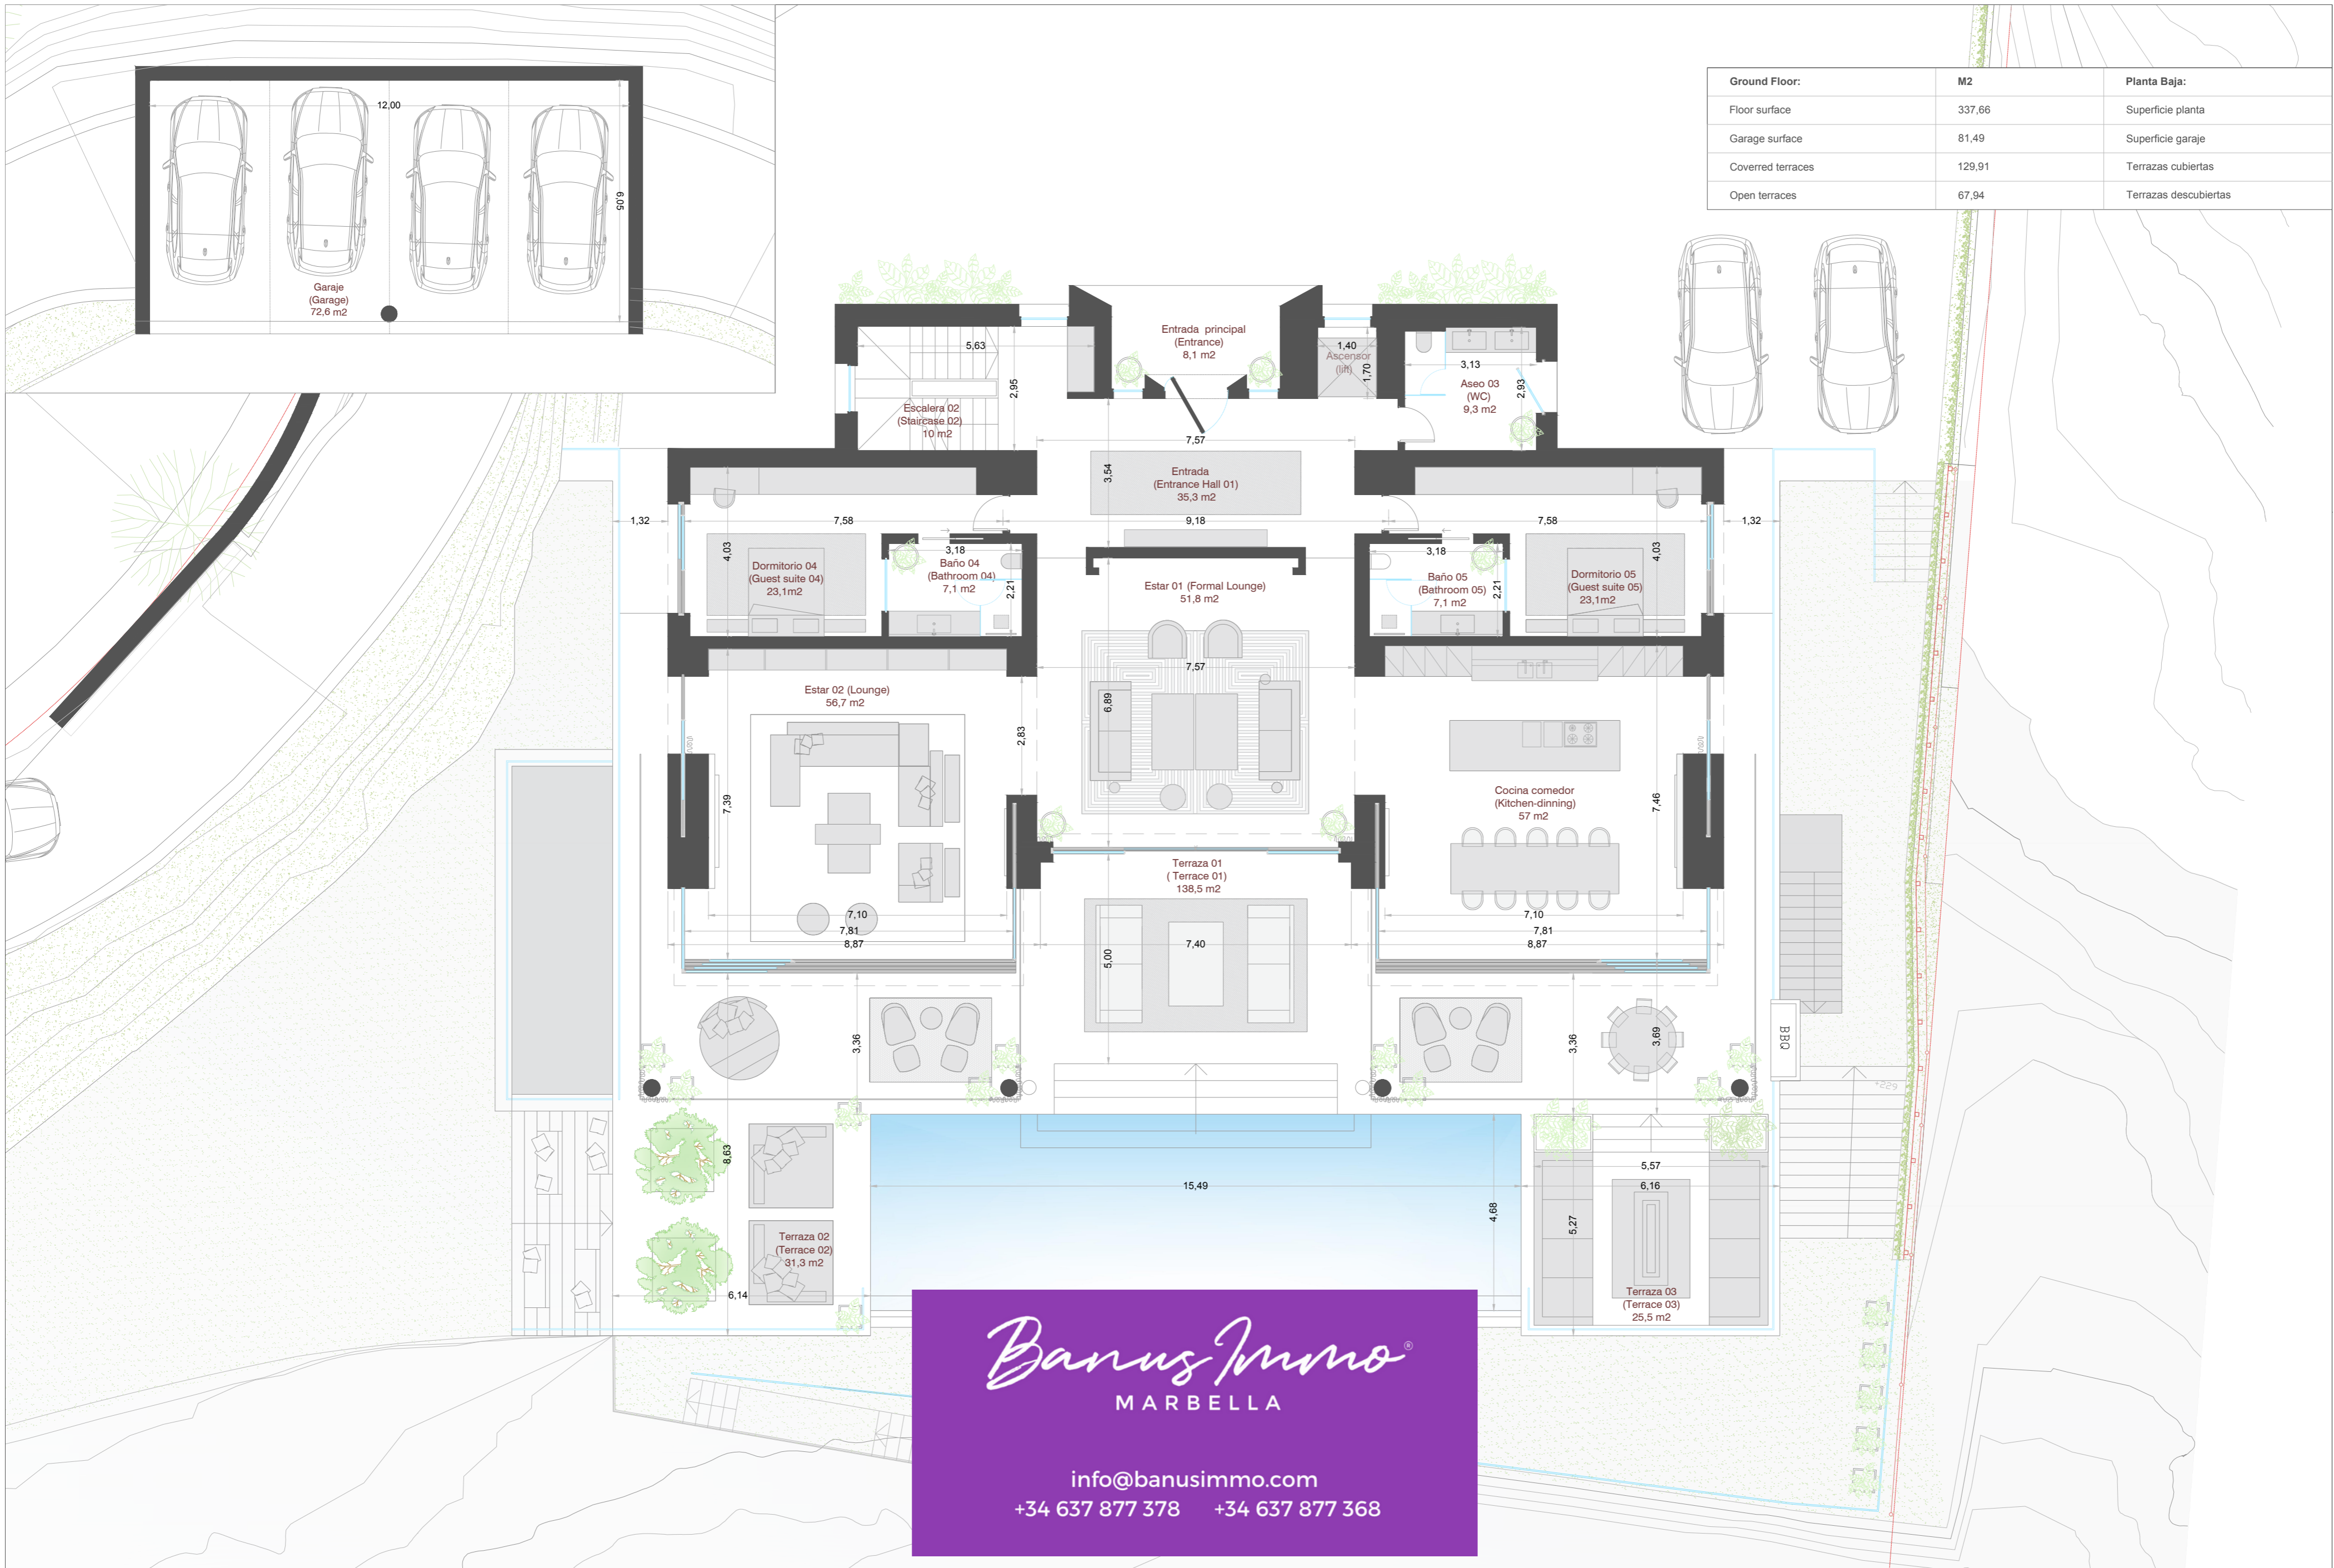 Ground Floor: M2 Planta Baja:
Floor surface 337,66 Superficie planta
Garage surface 81,49 Superficie garaje
Coverred terraces 129,91 Terrazas cubiertas
Open terraces 67,94 Terrazas descubiertas
12,00
6,05
Garaje
(Garage)
72,6 m2
5,63
2,95
Escalera 02
(Staircase 02)
10 m2
Entrada principal
(Entrance)
8,1 m2
1,40
Ascensor
(lift)
1,70
3,13
Aseo 03
(WC)
9,3 m2
2,93
7,57
3,54
Entrada
(Entrance Hall 01)
35,3 m2
1,32
7,58
9,18
7,58
1,32
4,03
Dormitorio 04
(Guest suite 04)
23,1m2
3,18
Baño 04
(Bathroom 04)
7,1 m2
2,21
Estar 01 (Formal Lounge)
51,8 m2
3,18
Baño 05
(Bathroom 05)
7,1 m2
2,21
Dormitorio 05
(Guest suite 05)
23,1m2
4,03
7,57
6,89
Estar 02 (Lounge)
56,7 m2
2,83
7,39
Cocina comedor
(Kitchen-dinning)
57 m2
7,46
Terraza 01
( Terrace 01)
138,5 m2
7,10
7,81
8,87
5,00
7,40
7,10
7,81
8,87
3,36
3,36
3,69
BBQ
+229
8,63
15,49
4,68
5,57
6,16
5,27
Terraza 02
(Terrace 02)
31,3 m2
6,14
Terraza 03
(Terrace 03)
25,5 m2
Banus Immo®
MARBELLA
info@banusimmo.com
+34 637 877 378 +34 637 877 368